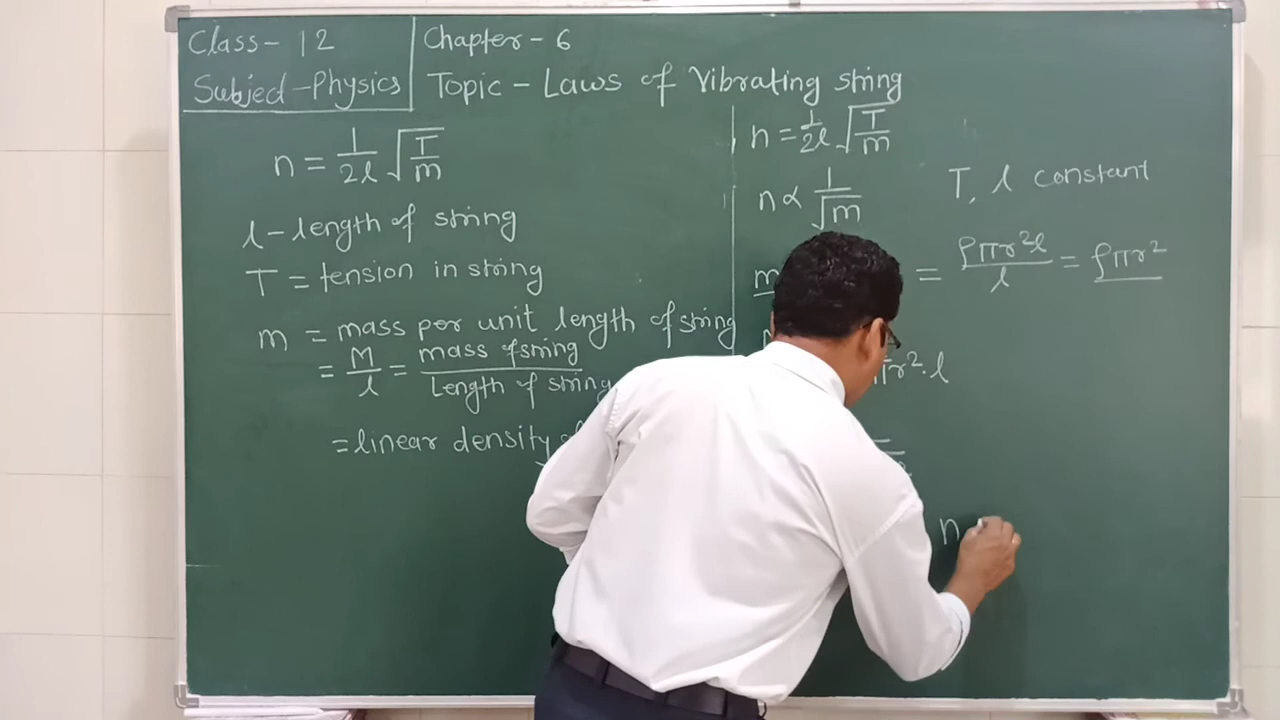 Class - 12
Subject - Physics
Chapter - 6
Topic - Laws of Vibrating string
n = 1/2l √T/m
l - length of string
T = tension in string
m = mass per unit length of string
= M/l = mass of string / Length of string
= linear density
n = 1/2l √T/m
n ∝ 1/√m
T, l constant
m
= ρπr²l/l = ρπr²
πr².l
n